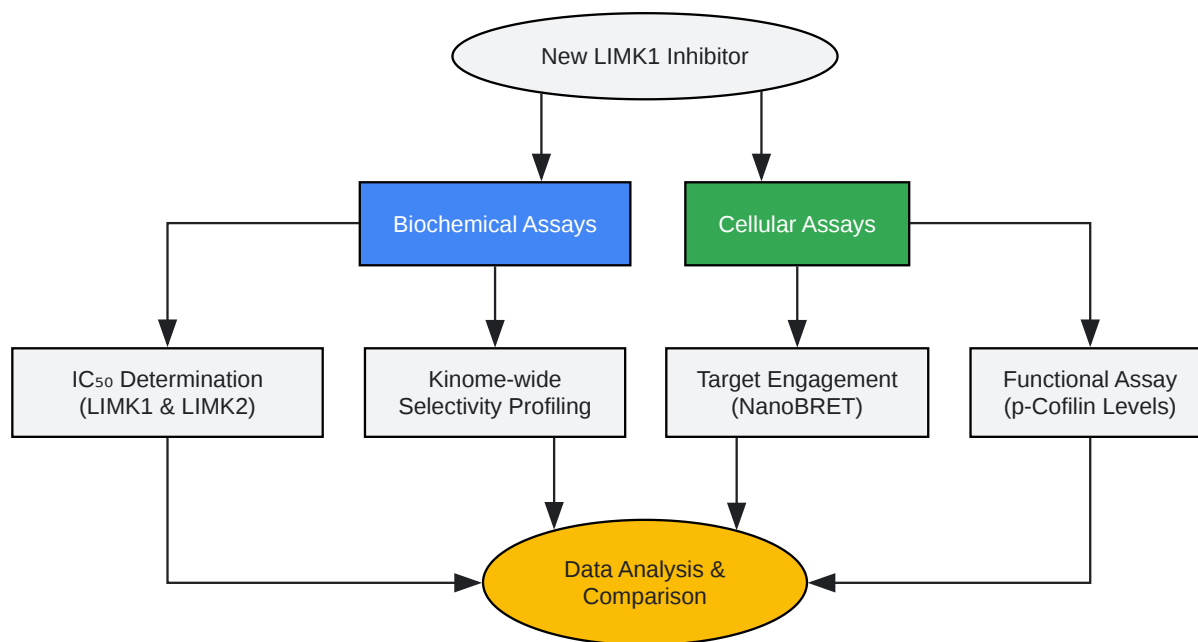 New LIMK1 Inhibitor
Biochemical Assays
Cellular Assays
IC₅₀ Determination
(LIMK1 & LIMK2)
Kinome-wide
Selectivity Profiling
Target Engagement
(NanoBRET)
Functional Assay
(p-Cofilin Levels)
Data Analysis &
Comparison